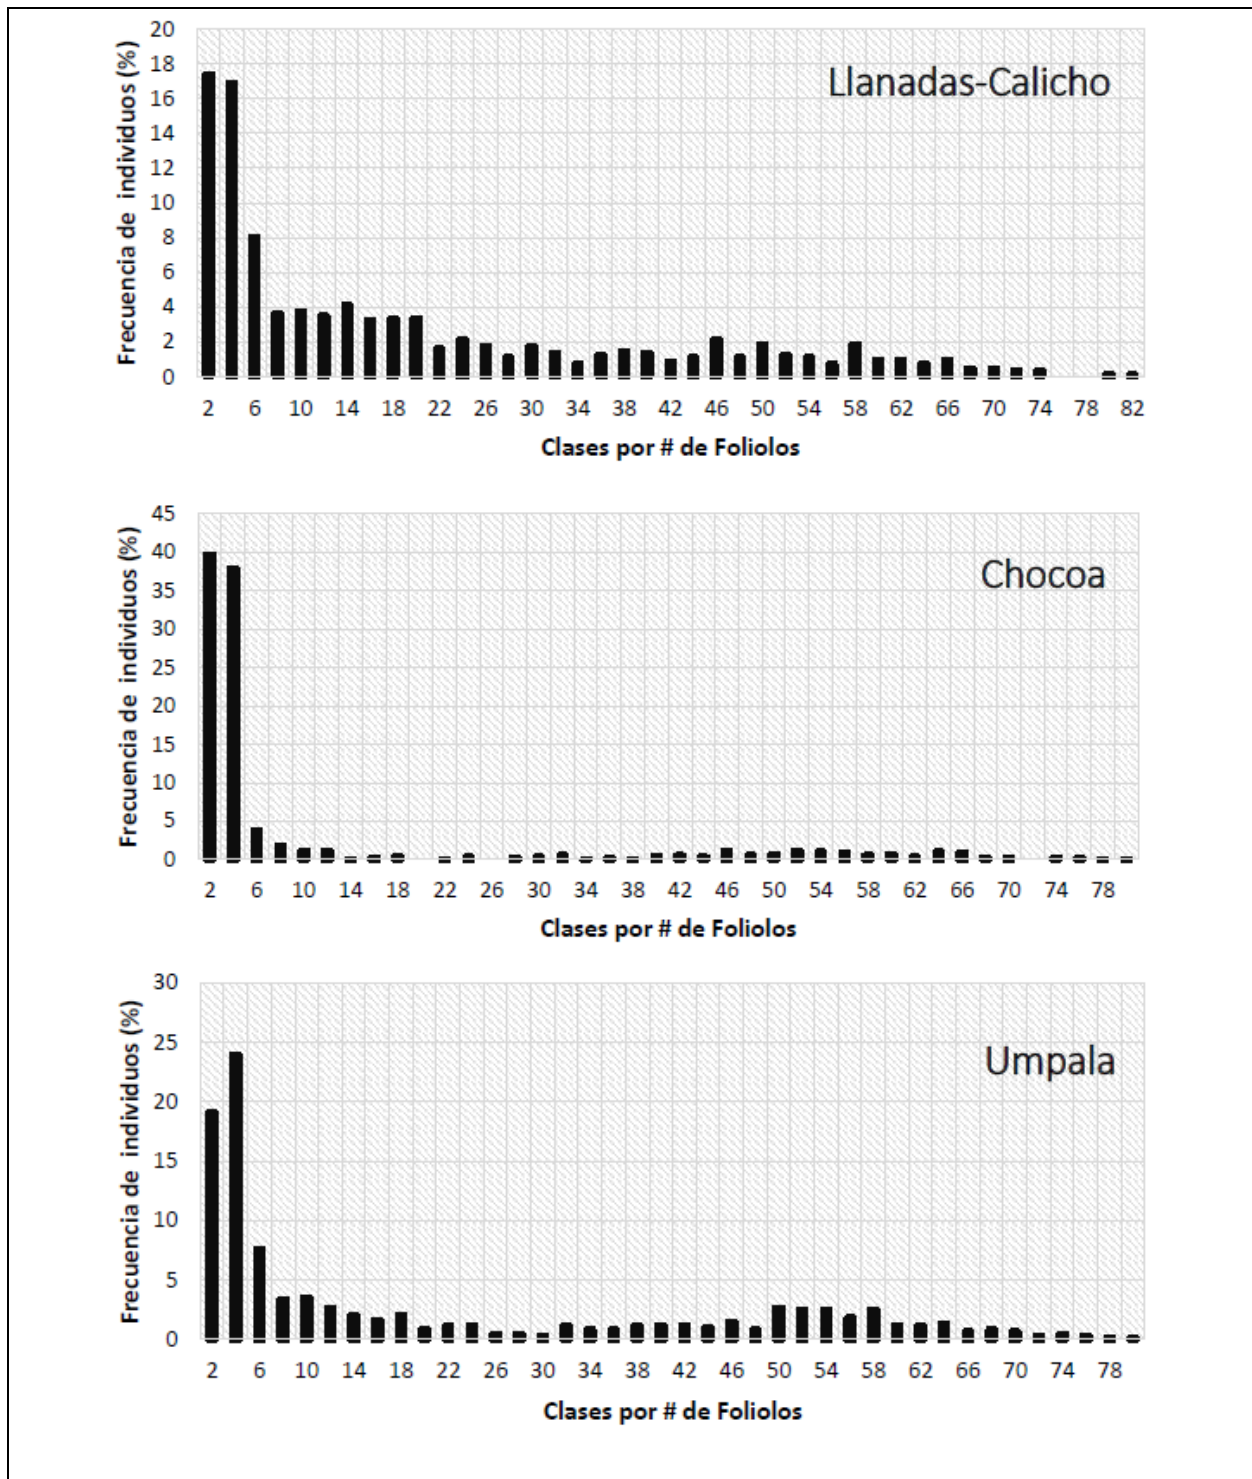 Llanadas-Calicho
Frecuencia de individuos (%)
20
18
16
14
12
10
8
6
4
2
0
2 6 10 14 18 22 26 30 34 38 42 46 50 54 58 62 66 70 74 78 82
Clases por # de Foliolos
Chocoa
Frecuencia de individuos (%)
45
40
35
30
25
20
15
10
5
0
2 6 10 14 18 22 26 30 34 38 42 46 50 54 58 62 66 70 74 78
Clases por # de Foliolos
Umpala
Frecuencia de individuos (%)
30
25
20
15
10
5
0
2 6 10 14 18 22 26 30 34 38 42 46 50 54 58 62 66 70 74 78
Clases por # de Foliolos